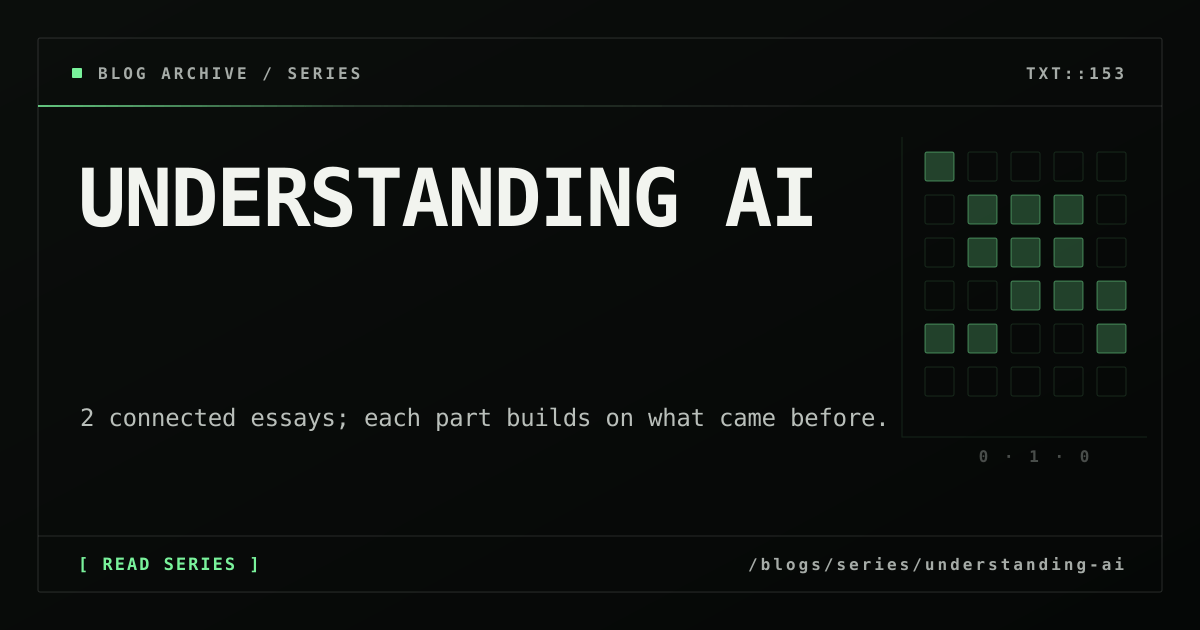 BLOG ARCHIVE / SERIES
TXT::153
UNDERSTANDING AI
2 connected essays; each part builds on what came before.
0 · 1 · 0
[ READ SERIES ]
/blogs/series/understanding-ai